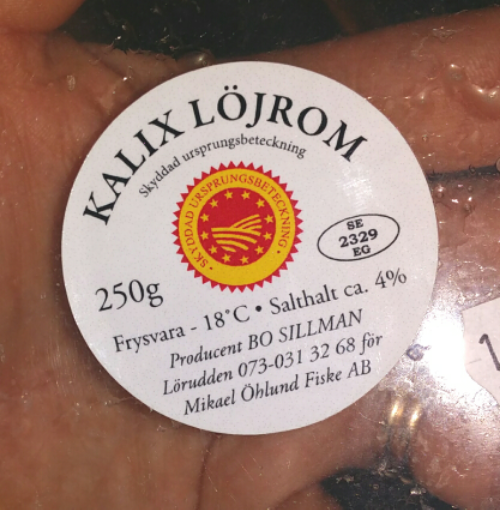 KALIX LÖJROM
Skyddad ursprungsbeteckning
SKYDDAD URSPRUNGSBETECKNING
SE
2329
EG
250g
Frysvara - 18°C • Salthalt ca. 4%
Producent BO SILLMAN
Lörudden 073-031 32 68 för
Mikael Öhlund Fiske AB